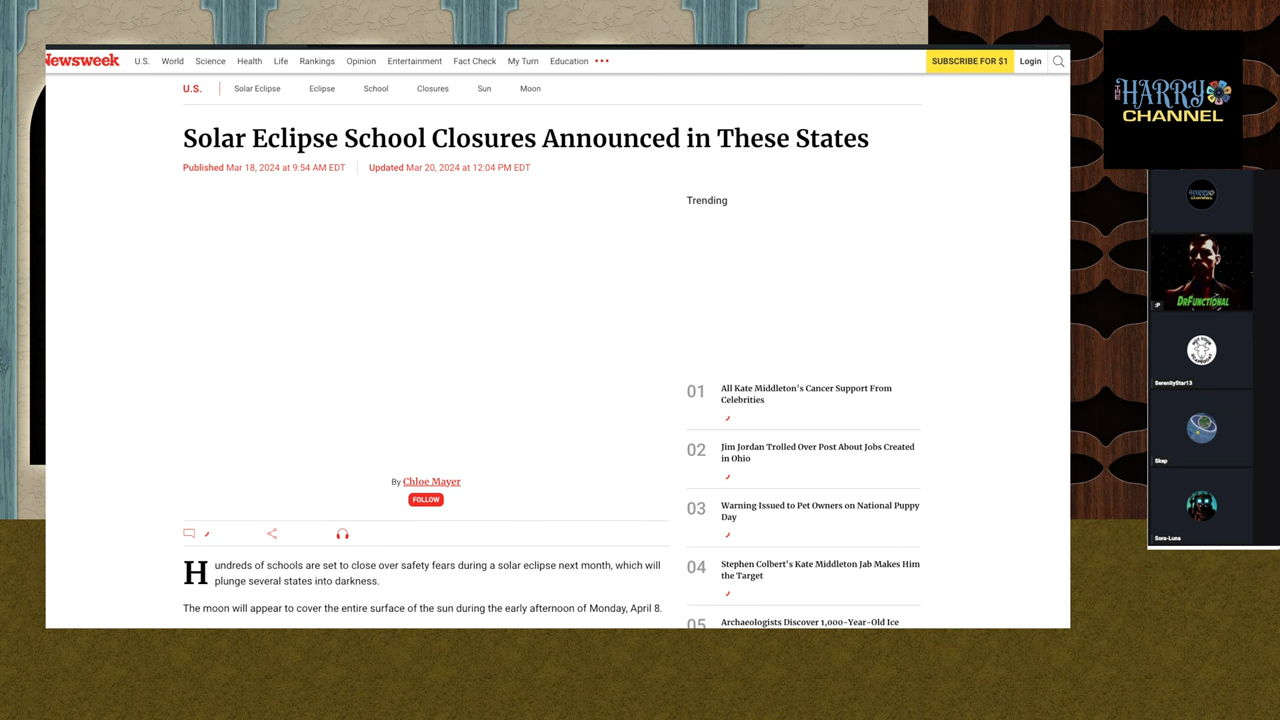 Newsweek
U.S. World Science Health Life Rankings Opinion Entertainment Fact Check My Turn Education
SUBSCRIBE FOR $1 Login
U.S. Solar Eclipse Eclipse School Closures Sun Moon
Solar Eclipse School Closures Announced in These States
Published Mar 18, 2024 at 9:54 AM EDT Updated Mar 20, 2024 at 12:04 PM EDT
By Chloe Mayer
FOLLOW
Hundreds of schools are set to close over safety fears during a solar eclipse next month, which will
plunge several states into darkness.
The moon will appear to cover the entire surface of the sun during the early afternoon of Monday, April 8.
Trending
01 All Kate Middleton's Cancer Support From
Celebrities
02 Jim Jordan Trolled Over Post About Jobs Created
in Ohio
03 Warning Issued to Pet Owners on National Puppy
Day
04 Stephen Colbert's Kate Middleton Jab Makes Him
the Target
05 Archaeologists Discover 1,000-Year-Old Ice
THE HARRY
CHANNEL
HARRY
CHANNEL
DRFUNCTIONAL
:P
NOT YOUR
SCAPEGOAT
SerenityStar13
Skep
Sora-Luna